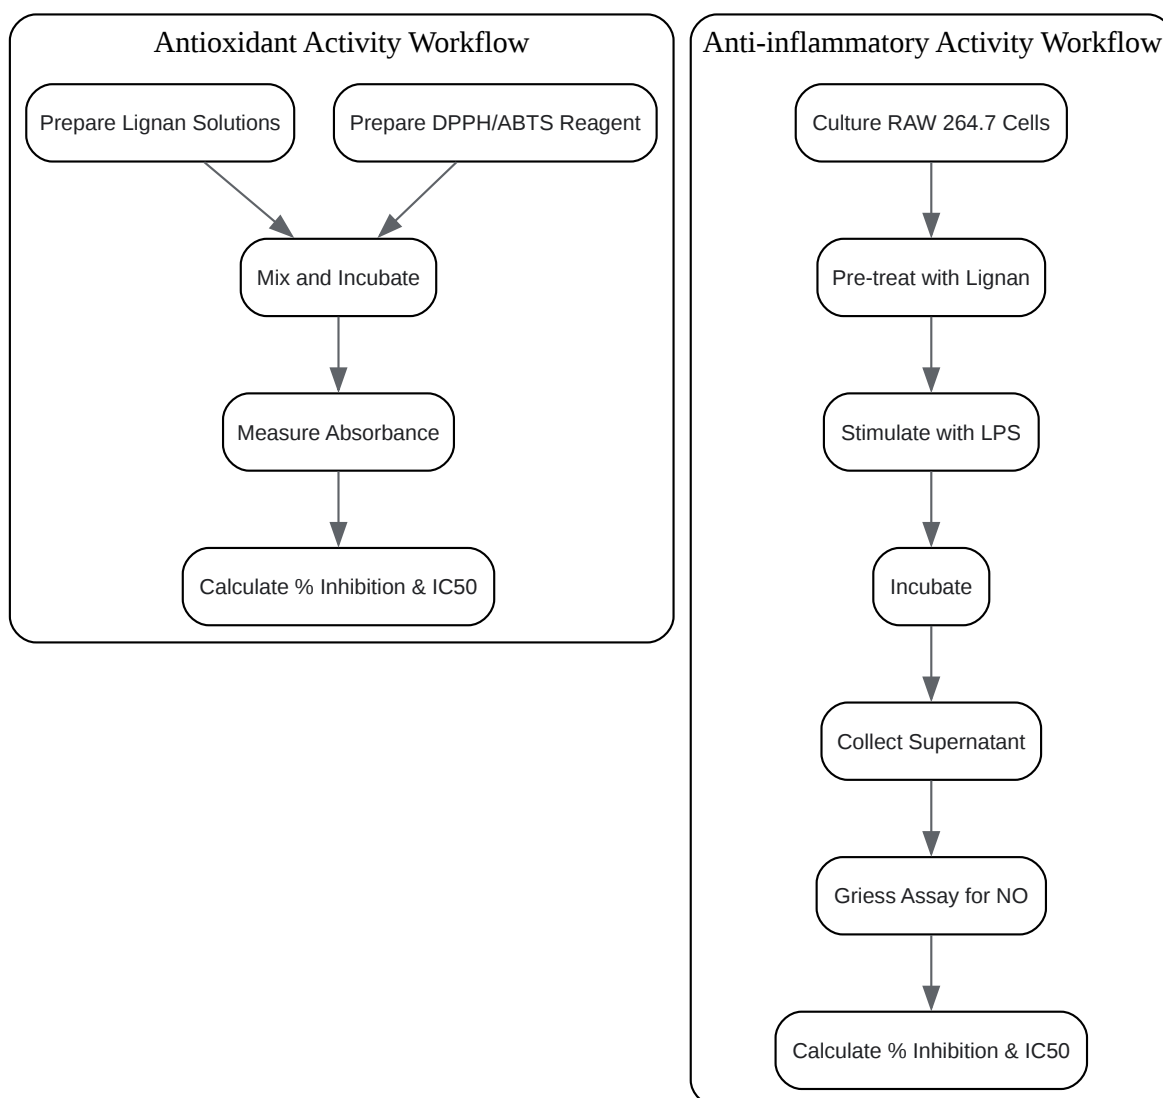 Antioxidant Activity Workflow
Prepare Lignan Solutions
Prepare DPPH/ABTS Reagent
Mix and Incubate
Measure Absorbance
Calculate % Inhibition & IC50
Anti-inflammatory Activity Workflow
Culture RAW 264.7 Cells
Pre-treat with Lignan
Stimulate with LPS
Incubate
Collect Supernatant
Griess Assay for NO
Calculate % Inhibition & IC50